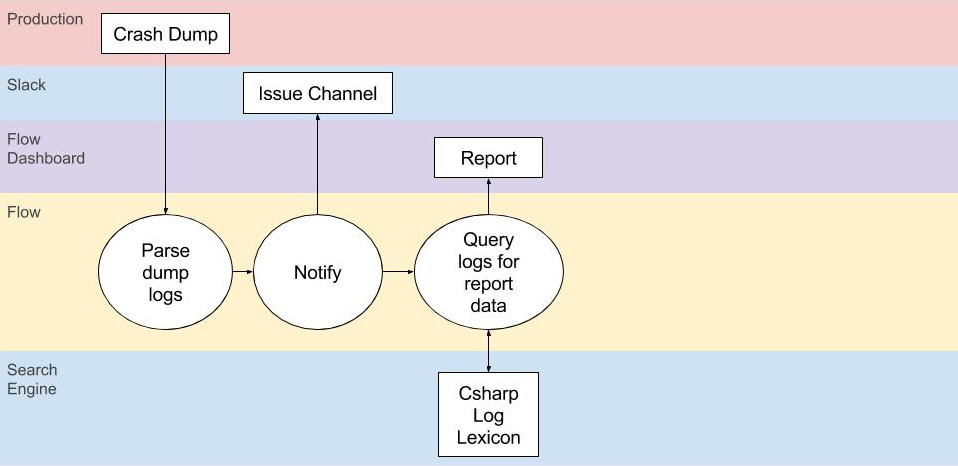 Production
Crash Dump
Slack
Issue Channel
Flow
Dashboard
Report
Flow
Parse
dump
logs
Notify
Query
logs for
report
data
Search
Engine
Csharp
Log
Lexicon